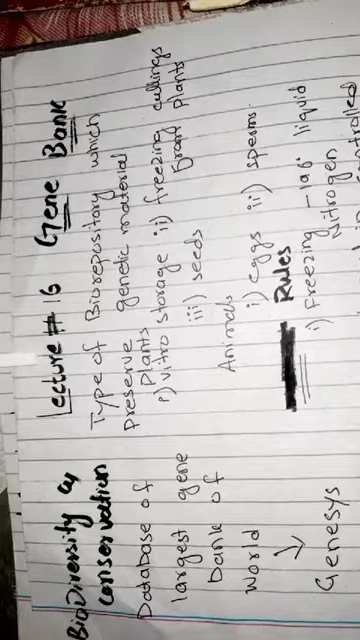 BioDiversity &
conservation
Database of
largest gene
bank of
world
↓
Genesys
Lecture # 16 Gene Bank
Type of Biorepository which
preserve genetic material
Plants
i) vitro storage ii) freezing cuttings
from plants
iii) seeds
Animals
i) eggs ii) sperms.
Rules
i) Freezing -196° liquid
Nitrogen
in controlled